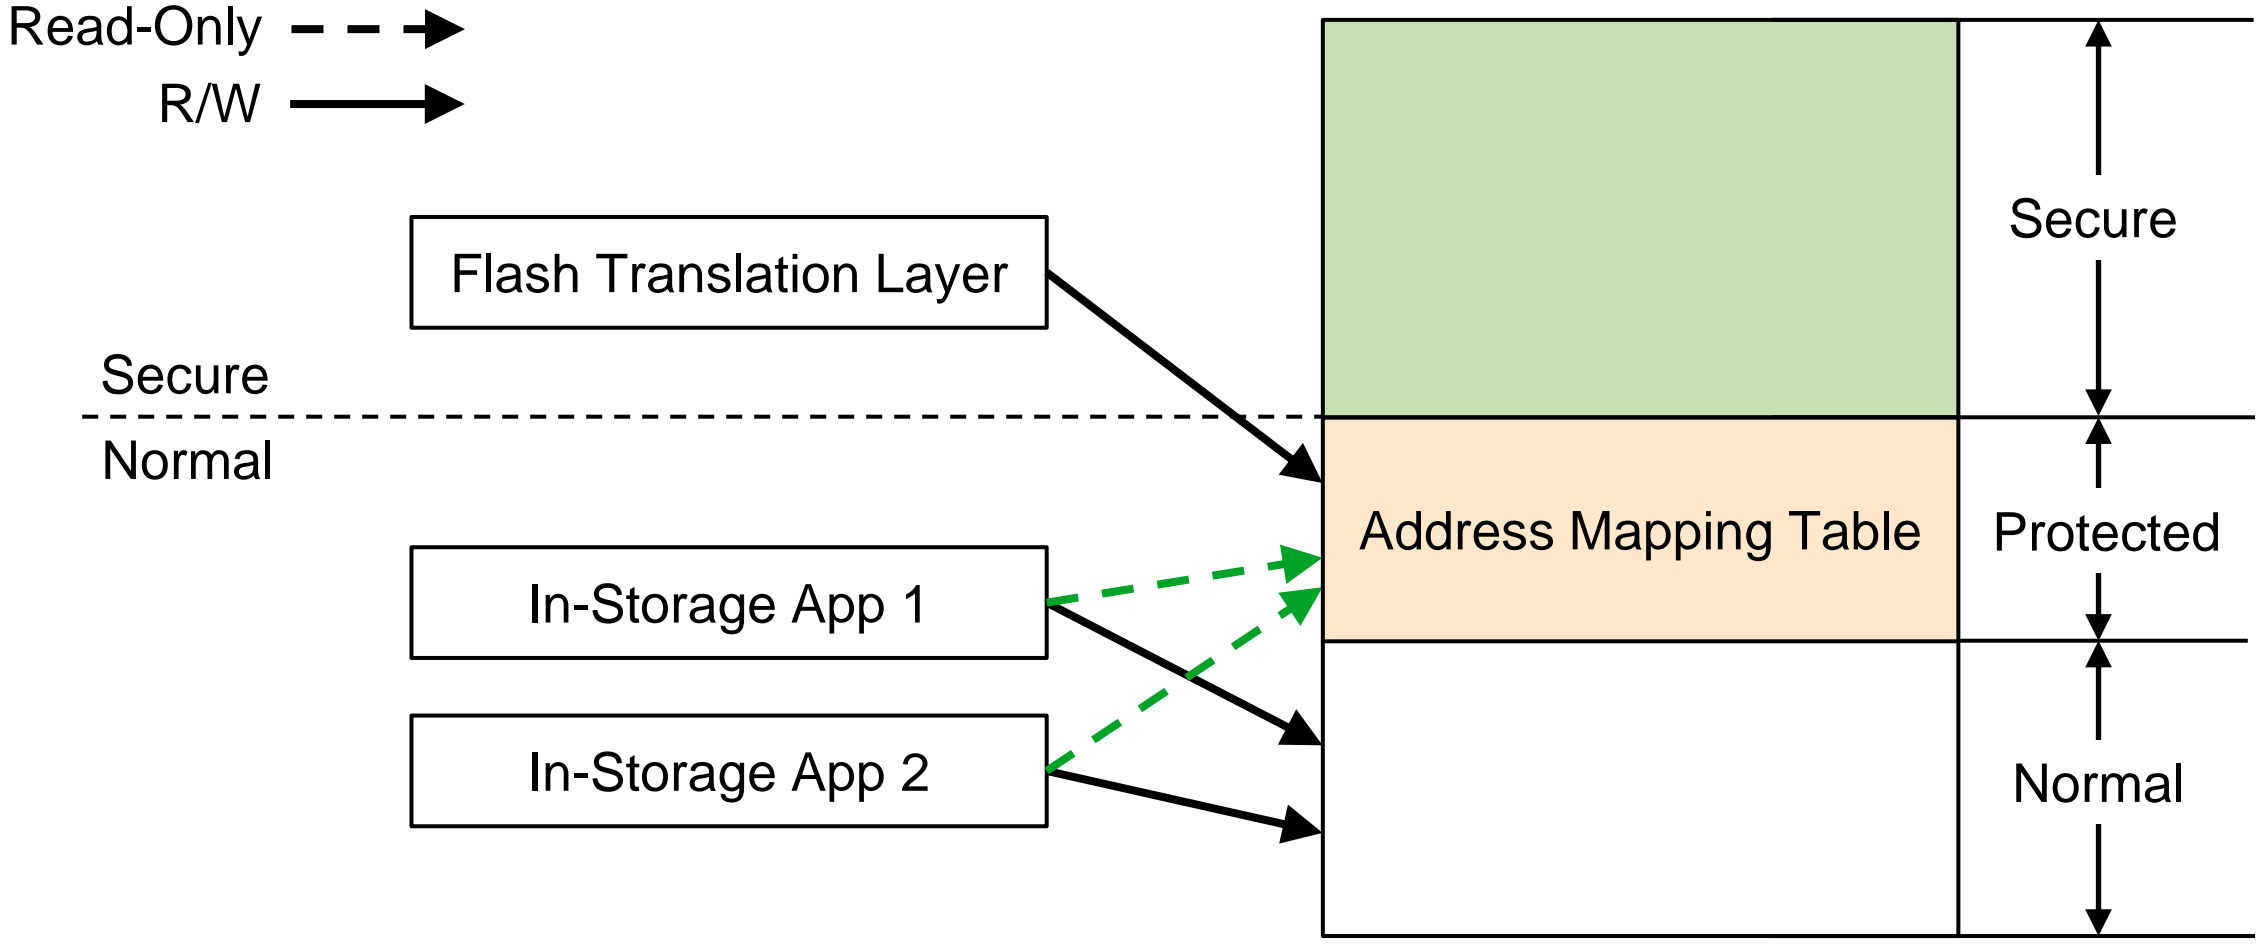 Read-Only
R/W
Flash Translation Layer
Secure
Normal
In-Storage App 1
In-Storage App 2
Address Mapping Table
Secure
Protected
Normal